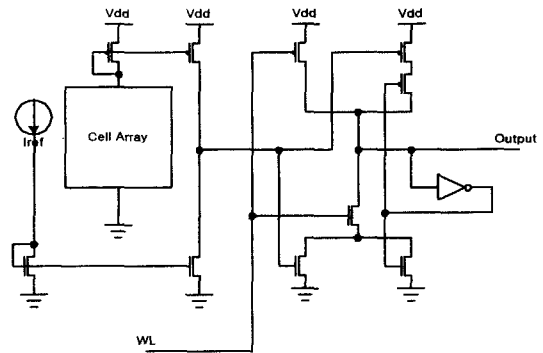 Vdd Vdd Vdd Vdd
Iref
Cell Array
Output
WL